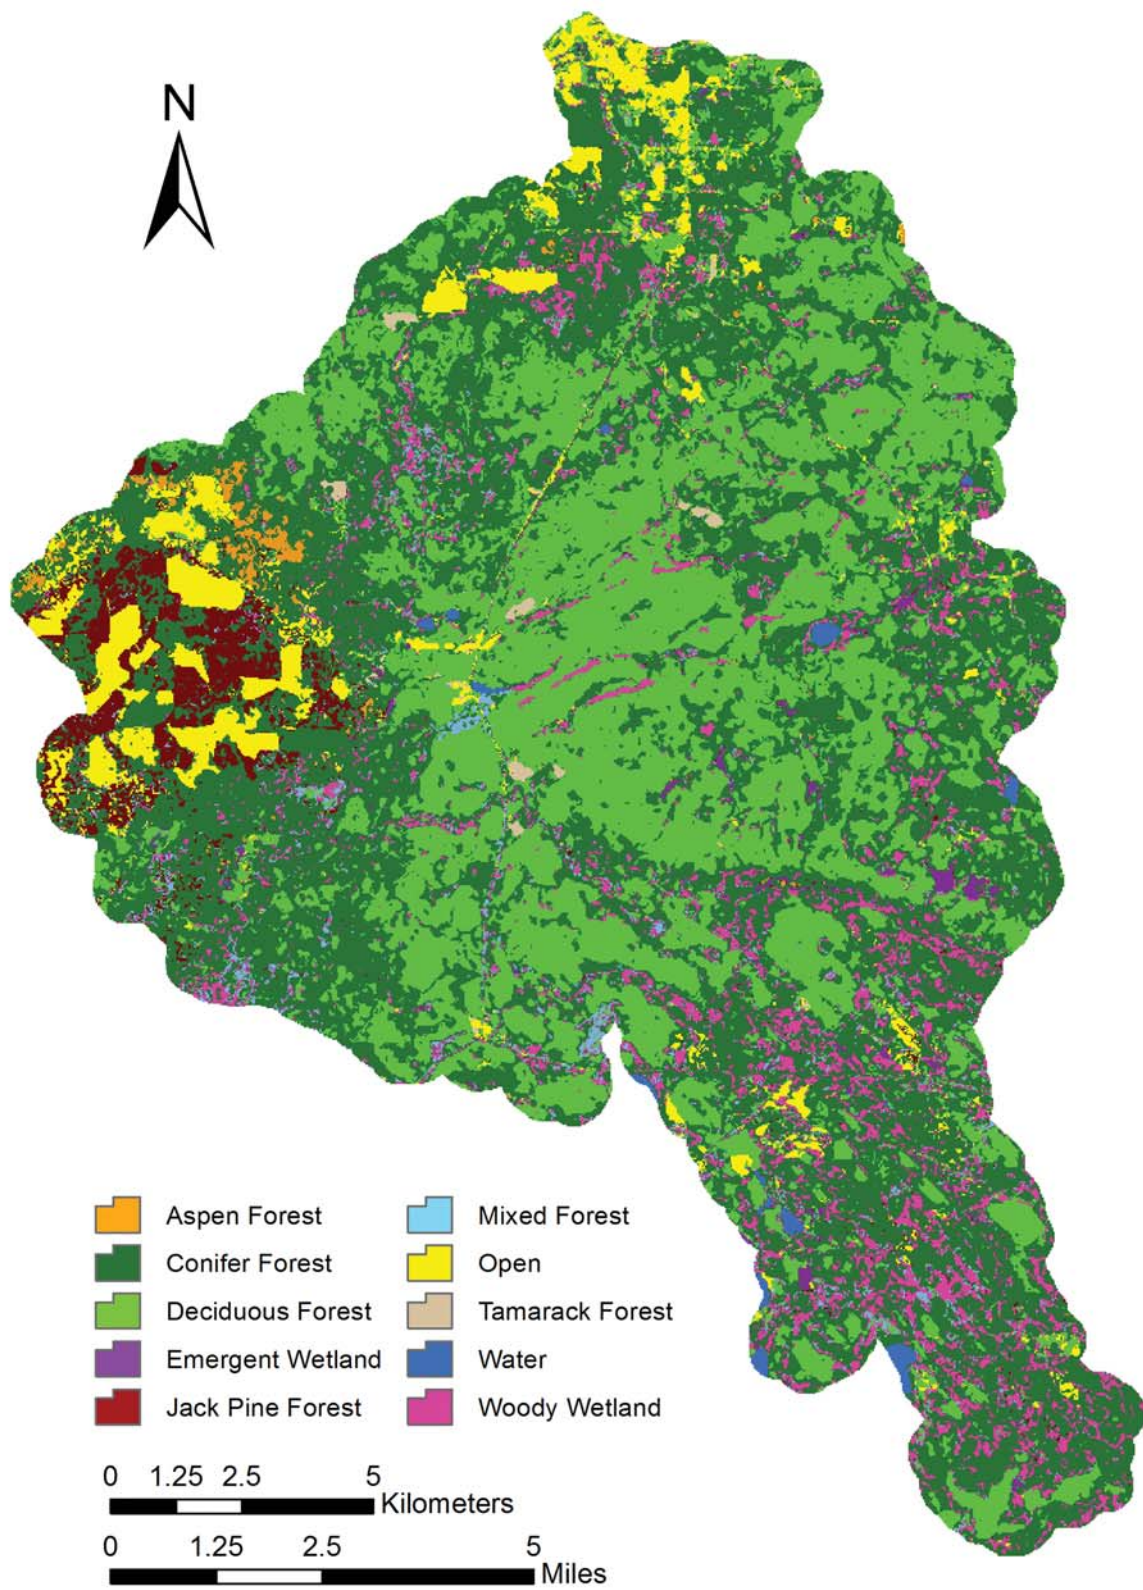 N
Aspen Forest
Mixed Forest
Conifer Forest
Open
Deciduous Forest
Tamarack Forest
Emergent Wetland
Water
Jack Pine Forest
Woody Wetland
0 1.25 2.5 5
Kilometers
0 1.25 2.5 5
Miles